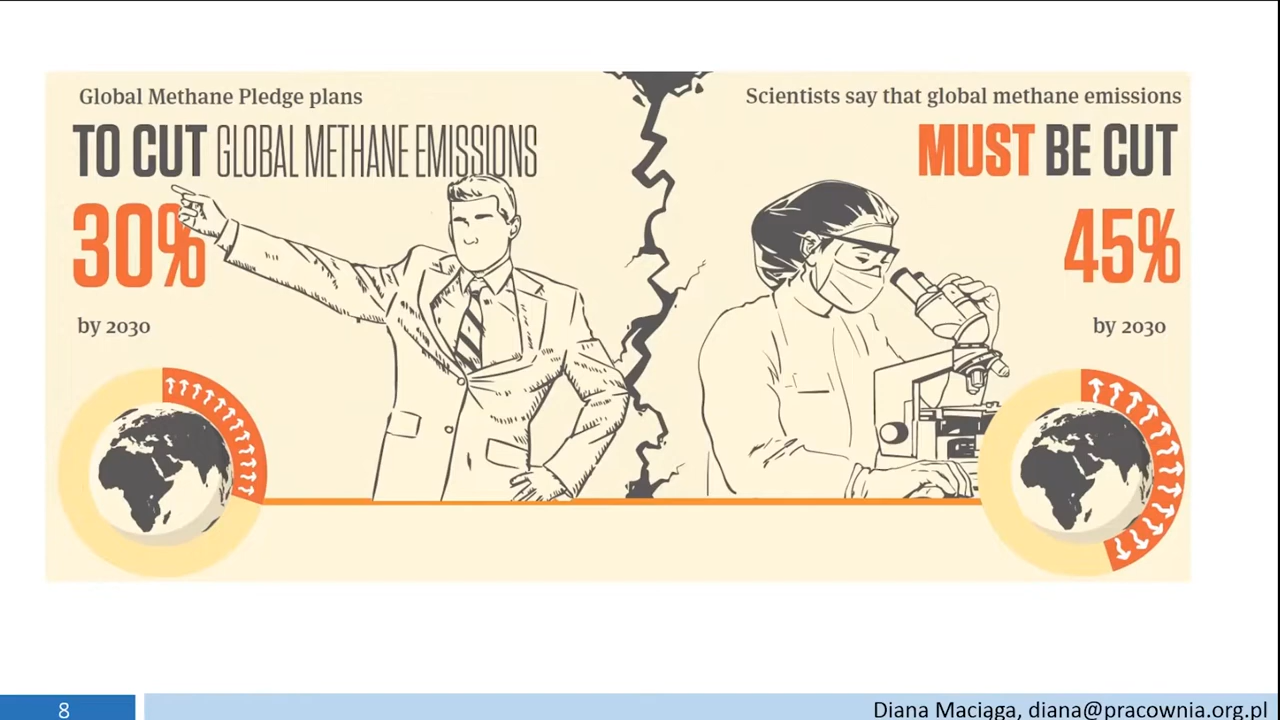 Global Methane Pledge plans
TO CUT GLOBAL METHANE EMISSIONS
30%
by 2030
Scientists say that global methane emissions
MUST BE CUT
45%
by 2030
8
Diana Maciąga, diana@pracownia.org.pl